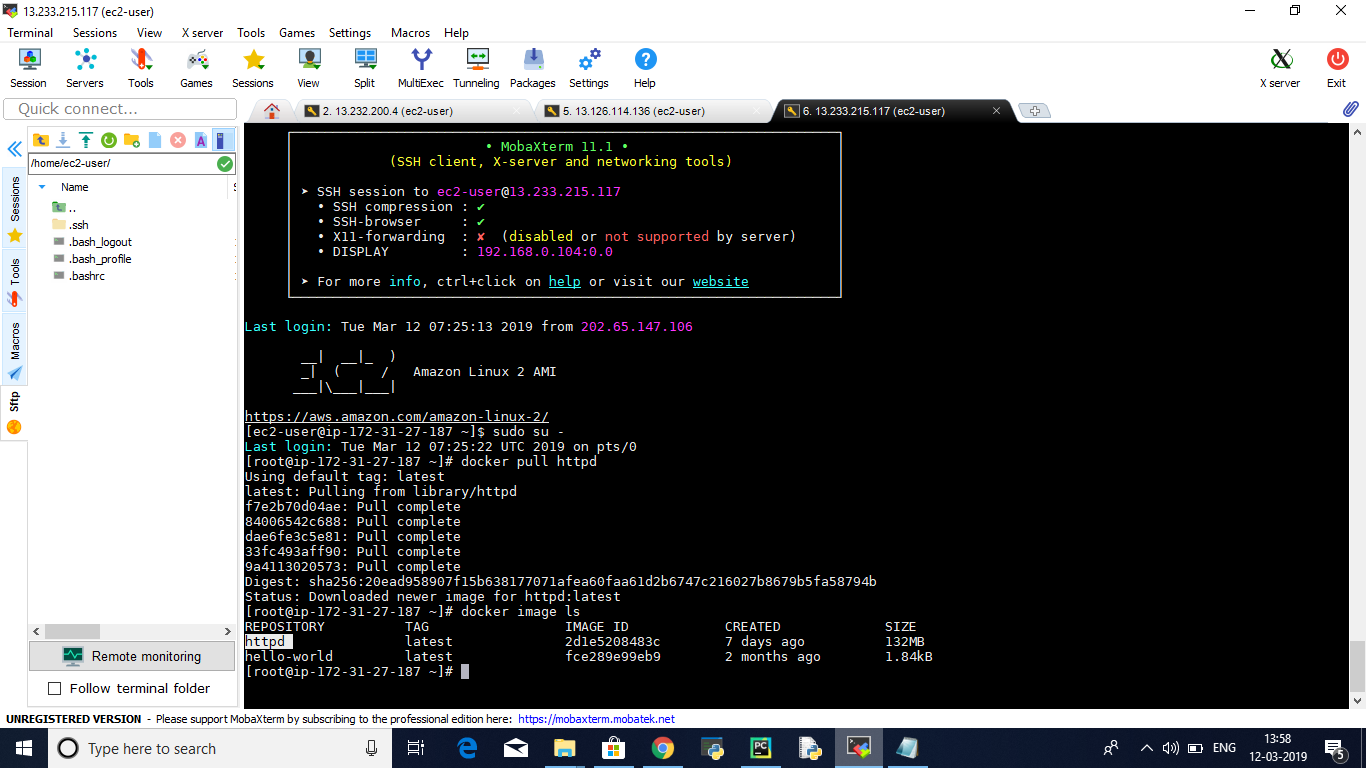 13.233.215.117 (ec2-user)
Terminal Sessions View X server Tools Games Settings Macros Help
Session Servers Tools Games Sessions View Split MultiExec Tunneling Packages Settings Help X server Exit
Quick connect...
2. 13.232.200.4 (ec2-user)
5. 13.126.114.136 (ec2-user)
6. 13.233.215.117 (ec2-user)
/home/ec2-user/
Name
..
.ssh
.bash_logout
.bash_profile
.bashrc
Sessions
Tools
Macros
Sftp
Remote monitoring
Follow terminal folder
• MobaXterm 11.1 •
(SSH client, X-server and networking tools)
➤ SSH session to ec2-user@13.233.215.117
• SSH compression : ✔
• SSH-browser : ✔
• X11-forwarding : ✘ (disabled or not supported by server)
• DISPLAY : 192.168.0.104:0.0
➤ For more info, ctrl+click on help or visit our website
Last login: Tue Mar 12 07:25:13 2019 from 202.65.147.106
__| __|_ )
_| ( / Amazon Linux 2 AMI
___|\___|___|
https://aws.amazon.com/amazon-linux-2/
[ec2-user@ip-172-31-27-187 ~]$ sudo su -
Last login: Tue Mar 12 07:25:22 UTC 2019 on pts/0
[root@ip-172-31-27-187 ~]# docker pull httpd
Using default tag: latest
latest: Pulling from library/httpd
f7e2b70d04ae: Pull complete
84006542c688: Pull complete
dae6fe3c5e81: Pull complete
33fc493aff90: Pull complete
9a4113020573: Pull complete
Digest: sha256:20ead958907f15b638177071afea60faa61d2b6747c216027b8679b5fa58794b
Status: Downloaded newer image for httpd:latest
[root@ip-172-31-27-187 ~]# docker image ls
REPOSITORY TAG IMAGE ID CREATED SIZE
httpd latest 2d1e5208483c 7 days ago 132MB
hello-world latest fce289e99eb9 2 months ago 1.84kB
[root@ip-172-31-27-187 ~]#
UNREGISTERED VERSION - Please support MobaXterm by subscribing to the professional edition here: https://mobaxterm.mobatek.net
Type here to search
ENG
13:58
12-03-2019
5